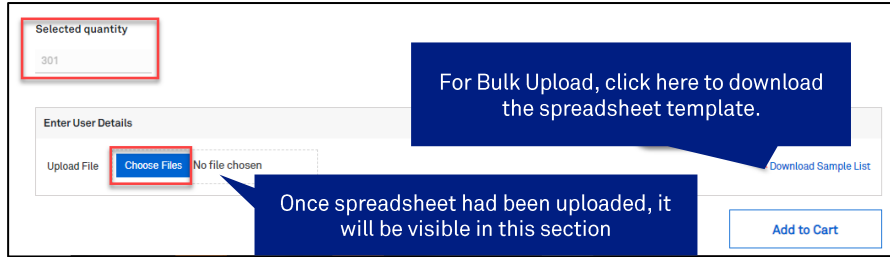 Selected quantity
301
For Bulk Upload, click here to download
the spreadsheet template.
Enter User Details
Upload File Choose Files No file chosen
Download Sample List
Once spreadsheet had been uploaded, it
will be visible in this section
Add to Cart